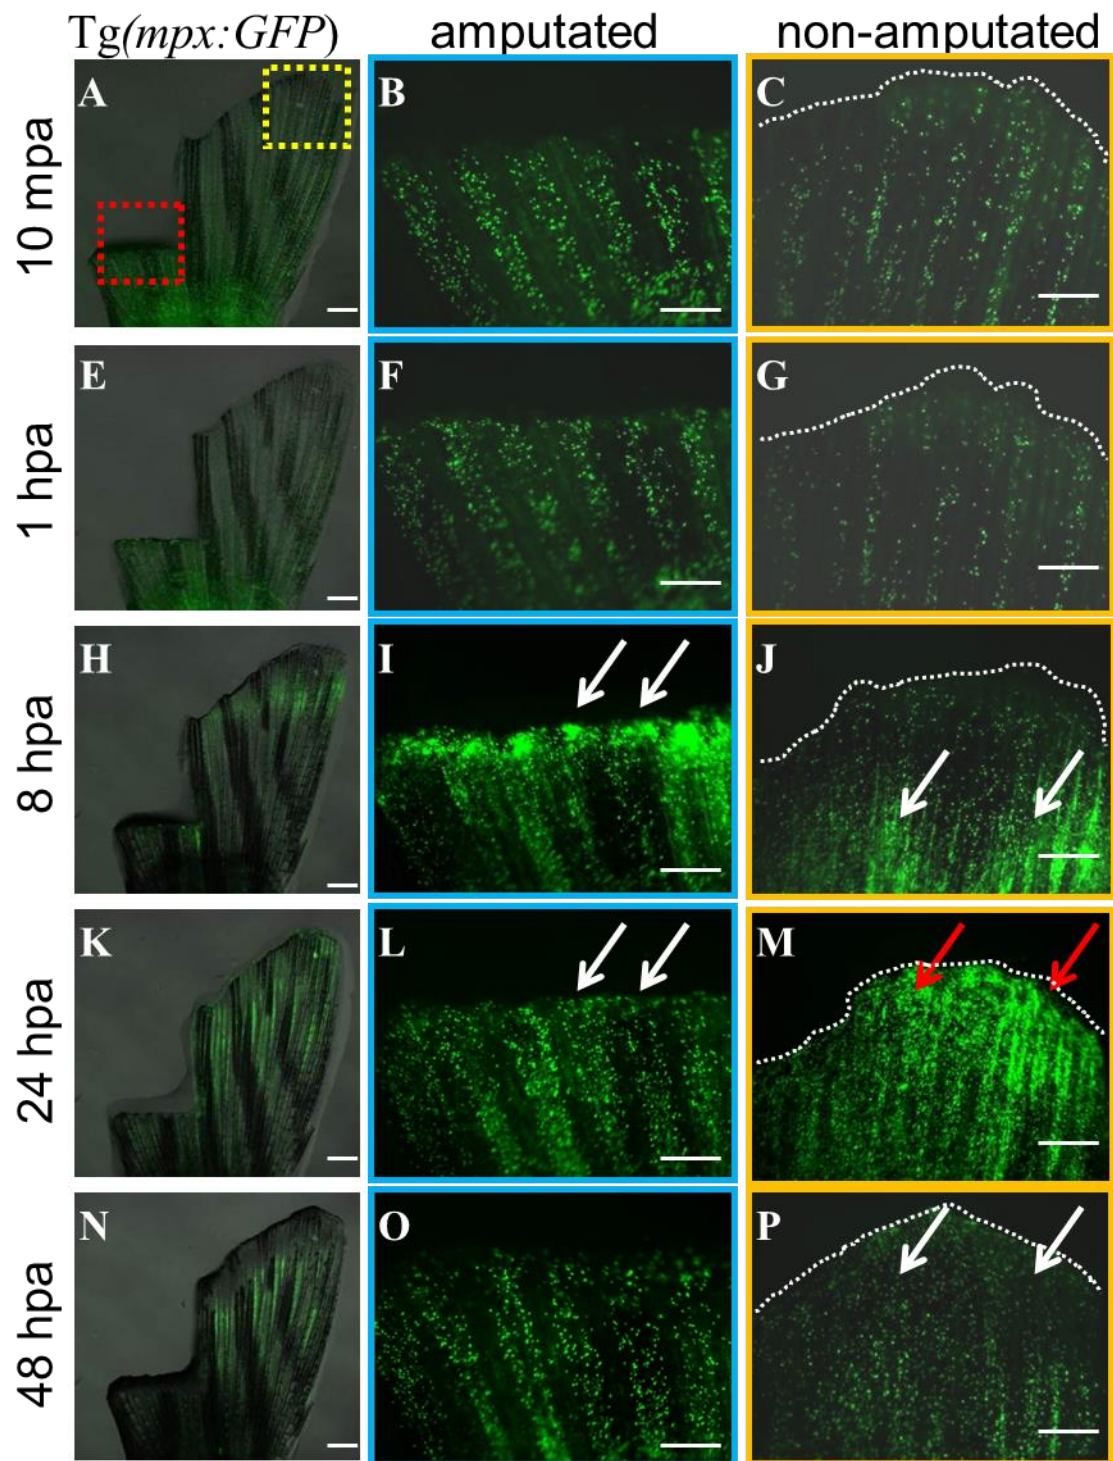 Tg(mpx:GFP) amputated non-amputated
10 mpa
A B C
1 hpa
E F G
8 hpa
H I J
24 hpa
K L M
48 hpa
N O P